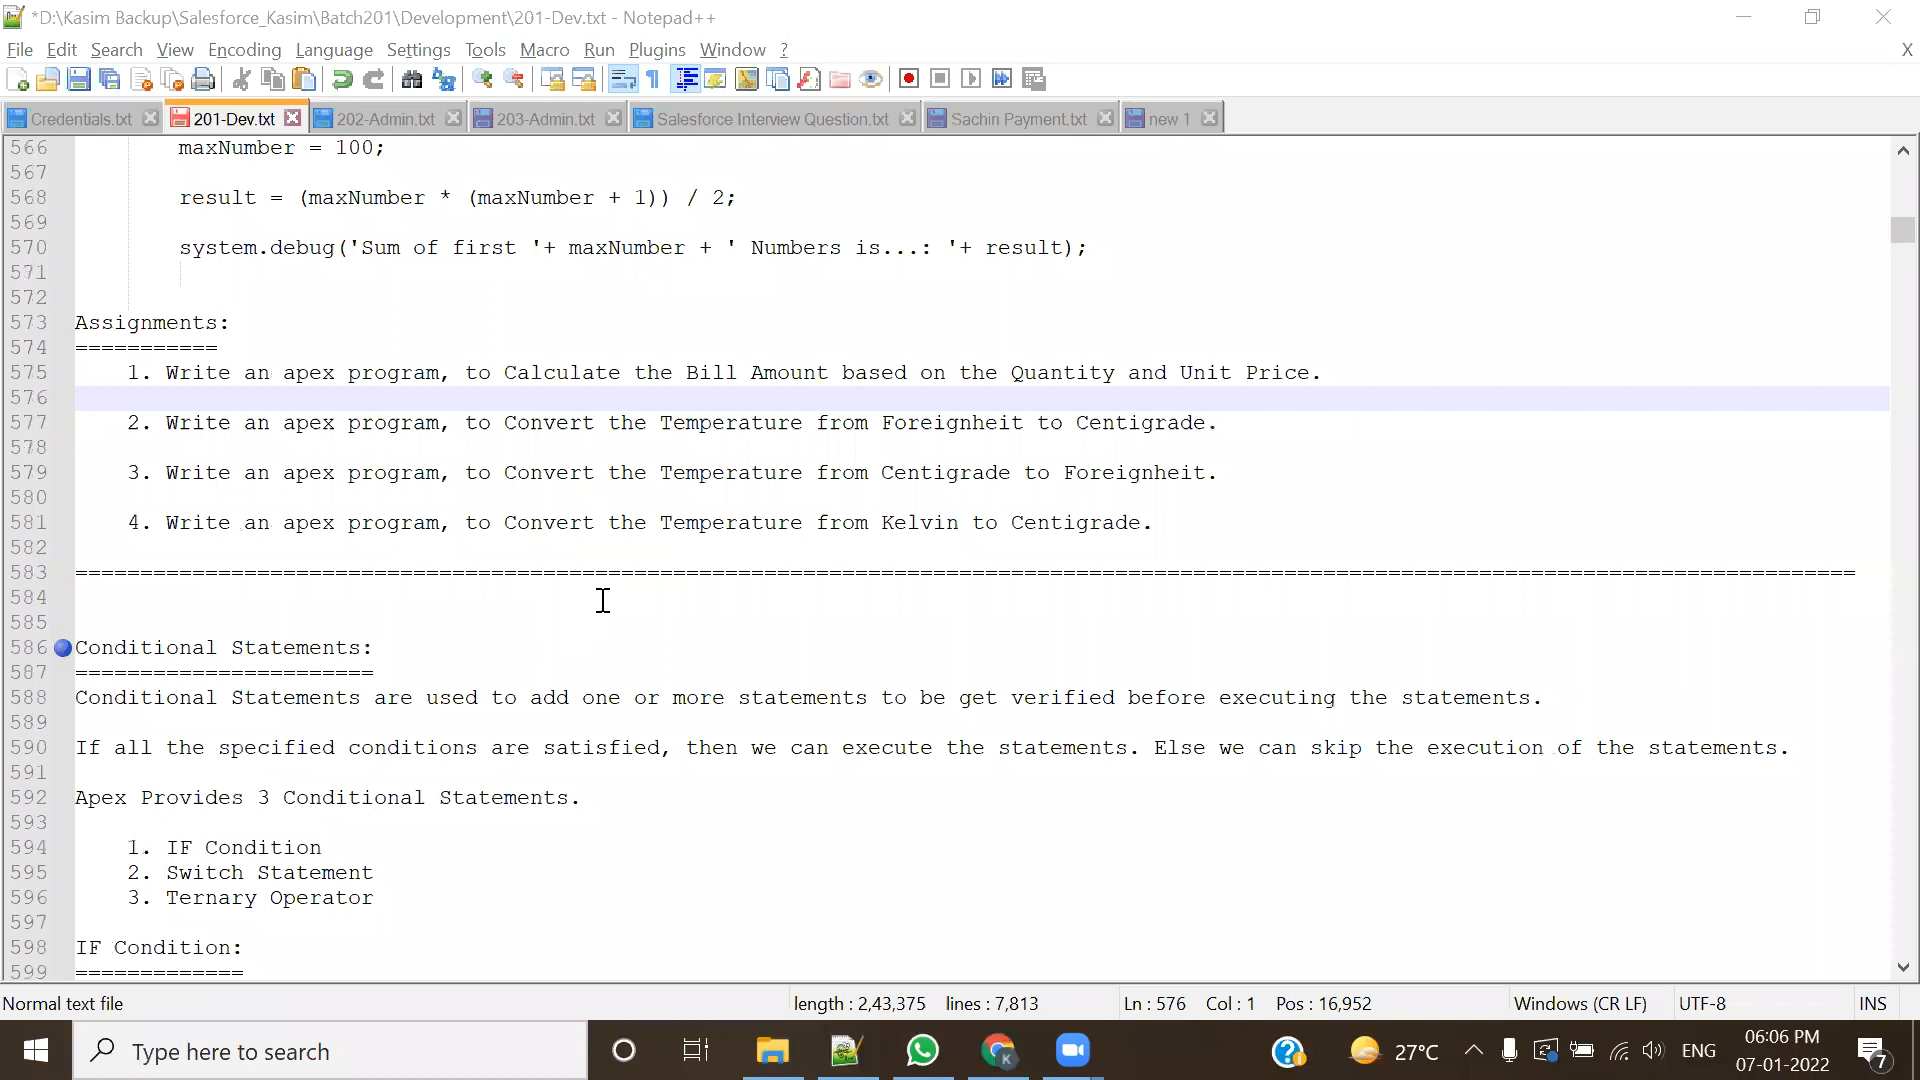 *D:\Kasim Backup\Salesforce_Kasim\Batch201\Development\201-Dev.txt - Notepad++
File Edit Search View Encoding Language Settings Tools Macro Run Plugins Window ? X
Credentials.txt 201-Dev.txt 202-Admin.txt 203-Admin.txt Salesforce Interview Question.txt Sachin Payment.txt new 1
566 maxNumber = 100;
567
568 result = (maxNumber * (maxNumber + 1)) / 2;
569
570 system.debug('Sum of first '+ maxNumber + ' Numbers is...: '+ result);
571
572
573 Assignments:
574 ===========
575 1. Write an apex program, to Calculate the Bill Amount based on the Quantity and Unit Price.
576
577 2. Write an apex program, to Convert the Temperature from Foreignheit to Centigrade.
578
579 3. Write an apex program, to Convert the Temperature from Centigrade to Foreignheit.
580
581 4. Write an apex program, to Convert the Temperature from Kelvin to Centigrade.
582
583 =========================================================================================================================================
584
585
586 Conditional Statements:
587 =======================
588 Conditional Statements are used to add one or more statements to be get verified before executing the statements.
589
590 If all the specified conditions are satisfied, then we can execute the statements. Else we can skip the execution of the statements.
591
592 Apex Provides 3 Conditional Statements.
593
594 1. IF Condition
595 2. Switch Statement
596 3. Ternary Operator
597
598 IF Condition:
599 =============
Normal text file length : 2,43,375 lines : 7,813 Ln : 576 Col : 1 Pos : 16,952 Windows (CR LF) UTF-8 INS
Type here to search 27°C ENG 06:06 PM 7
07-01-2022